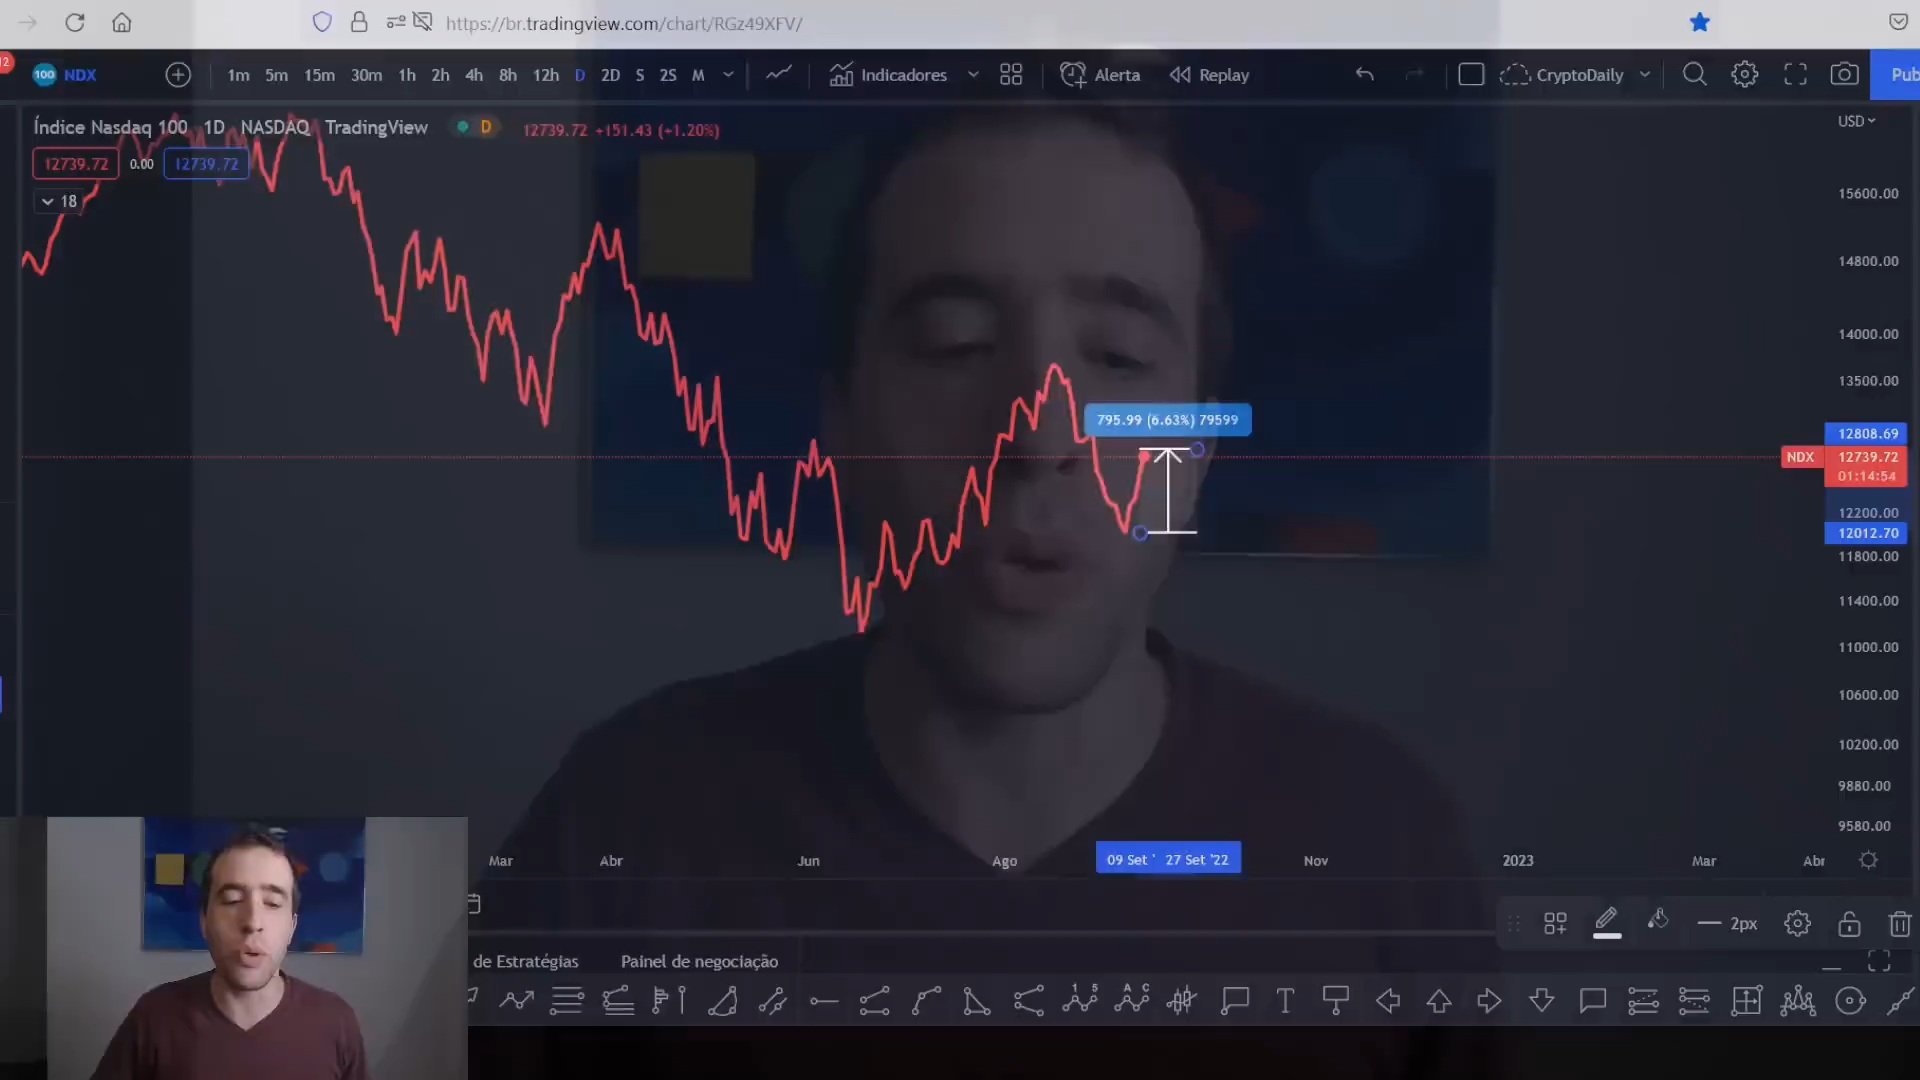 https://br.tradingview.com/chart/RGz49XFV/
12
100 NDX 1m 5m 15m 30m 1h 2h 4h 8h 12h D 2D S 2S M Indicadores Alerta Replay CryptoDaily Pub
Índice Nasdaq 100 1D NASDAQ TradingView D 12739.72 +151.43 (+1.20%)
USD
12739.72 0.00 12739.72
18
15600.00
14800.00
14000.00
13500.00
795.99 (6.63%) 79599
12808.69
NDX 12739.72
01:14:54
12200.00
12012.70
11800.00
11400.00
11000.00
10600.00
10200.00
9880.00
9580.00
Mar Abr Jun Ago 09 Set ' 27 Set '22 Nov 2023 Mar Abr
2px
de Estratégias Painel de negociação
1 5 A C T